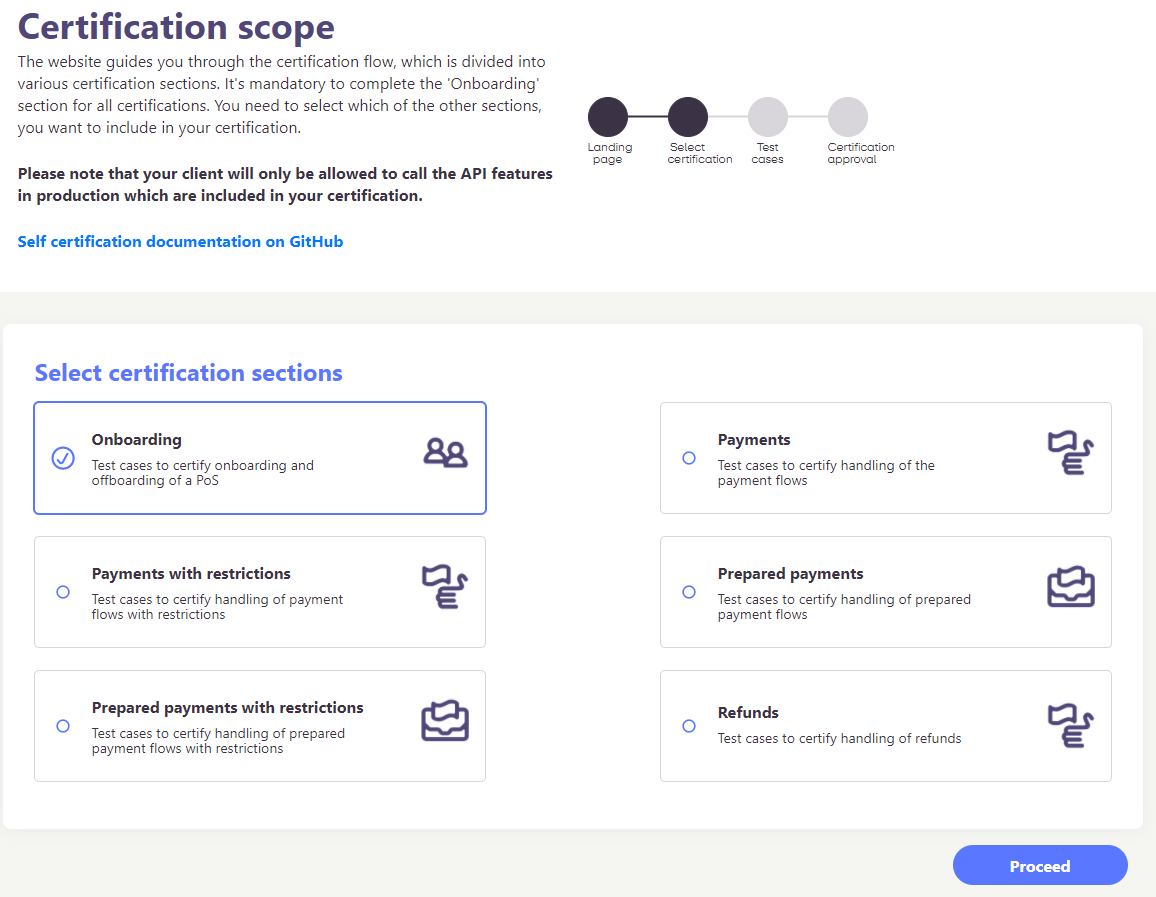 Certification scope
The website guides you through the certification flow, which is divided into
various certification sections. It's mandatory to complete the 'Onboarding'
section for all certifications. You need to select which of the other sections,
you want to include in your certification.
Please note that your client will only be allowed to call the API features
in production which are included in your certification.
Self certification documentation on GitHub
Landing
page
Select
certification
Test
cases
Certification
approval
Select certification sections
Onboarding
Test cases to certify onboarding and
offboarding of a PoS
Payments
Test cases to certify handling of the
payment flows
Payments with restrictions
Test cases to certify handling of payment
flows with restrictions
Prepared payments
Test cases to certify handling of prepared
payment flows
Prepared payments with restrictions
Test cases to certify handling of prepared
payment flows with restrictions
Refunds
Test cases to certify handling of refunds
Proceed